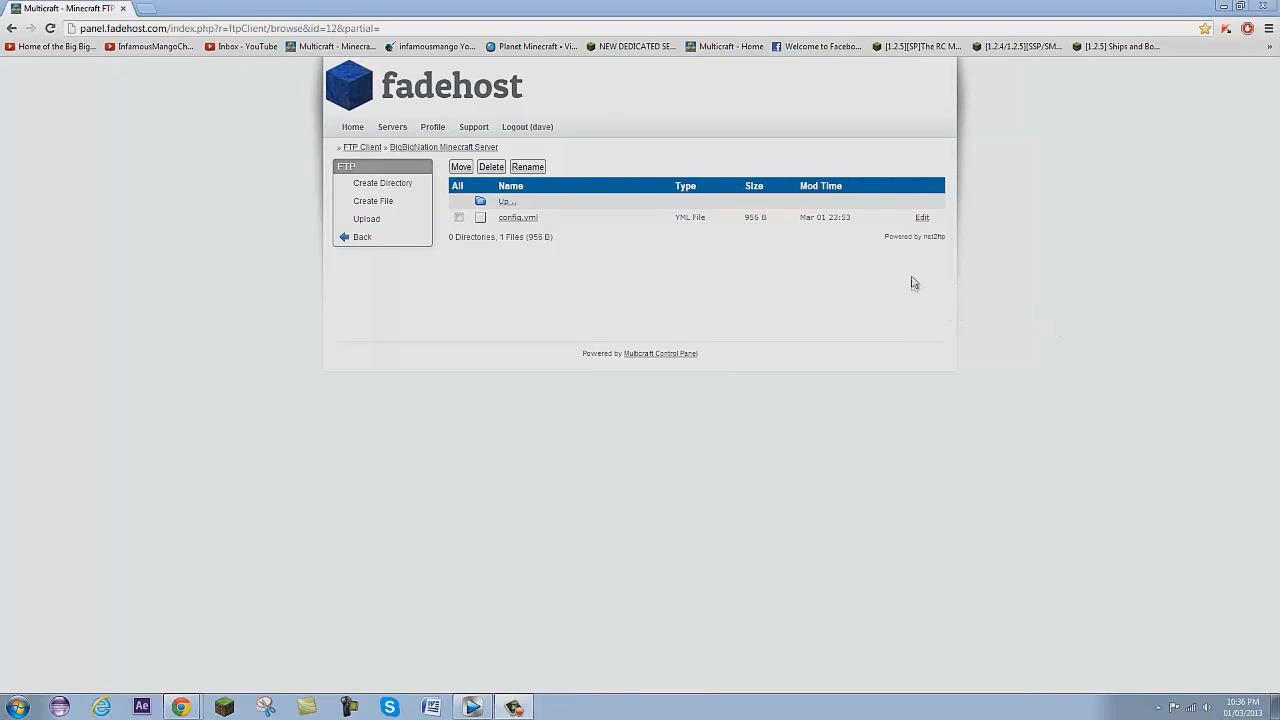 Multicraft - Minecraft FTP
panel.fadehost.com/index.php?r=ftpClient/browse&id=12&partial=
Home of the Big Big... InfamousMangoCh... Inbox - YouTube Multicraft - Minecra... infamousmango Yo... Planet Minecraft • Vi... NEW DEDICATED SE... Multicraft - Home Welcome to Facebo... [1.2.5][SP]The RC M... [1.2.4/1.2.5][SSP/SM... [1.2.5] Ships and Bo... »
fadehost
Home Servers Profile Support Logout (dave)
» FTP Client » BigBigNation Minecraft Server
FTP
Create Directory
Create File
Upload
Back
Move Delete Rename
All Name Type Size Mod Time
Up ..
config.yml YML File 956 B Mar 01 23:53 Edit
0 Directories, 1 Files (956 B) Powered by net2ftp
Powered by Multicraft Control Panel
Ae
10:36 PM
01/03/2013